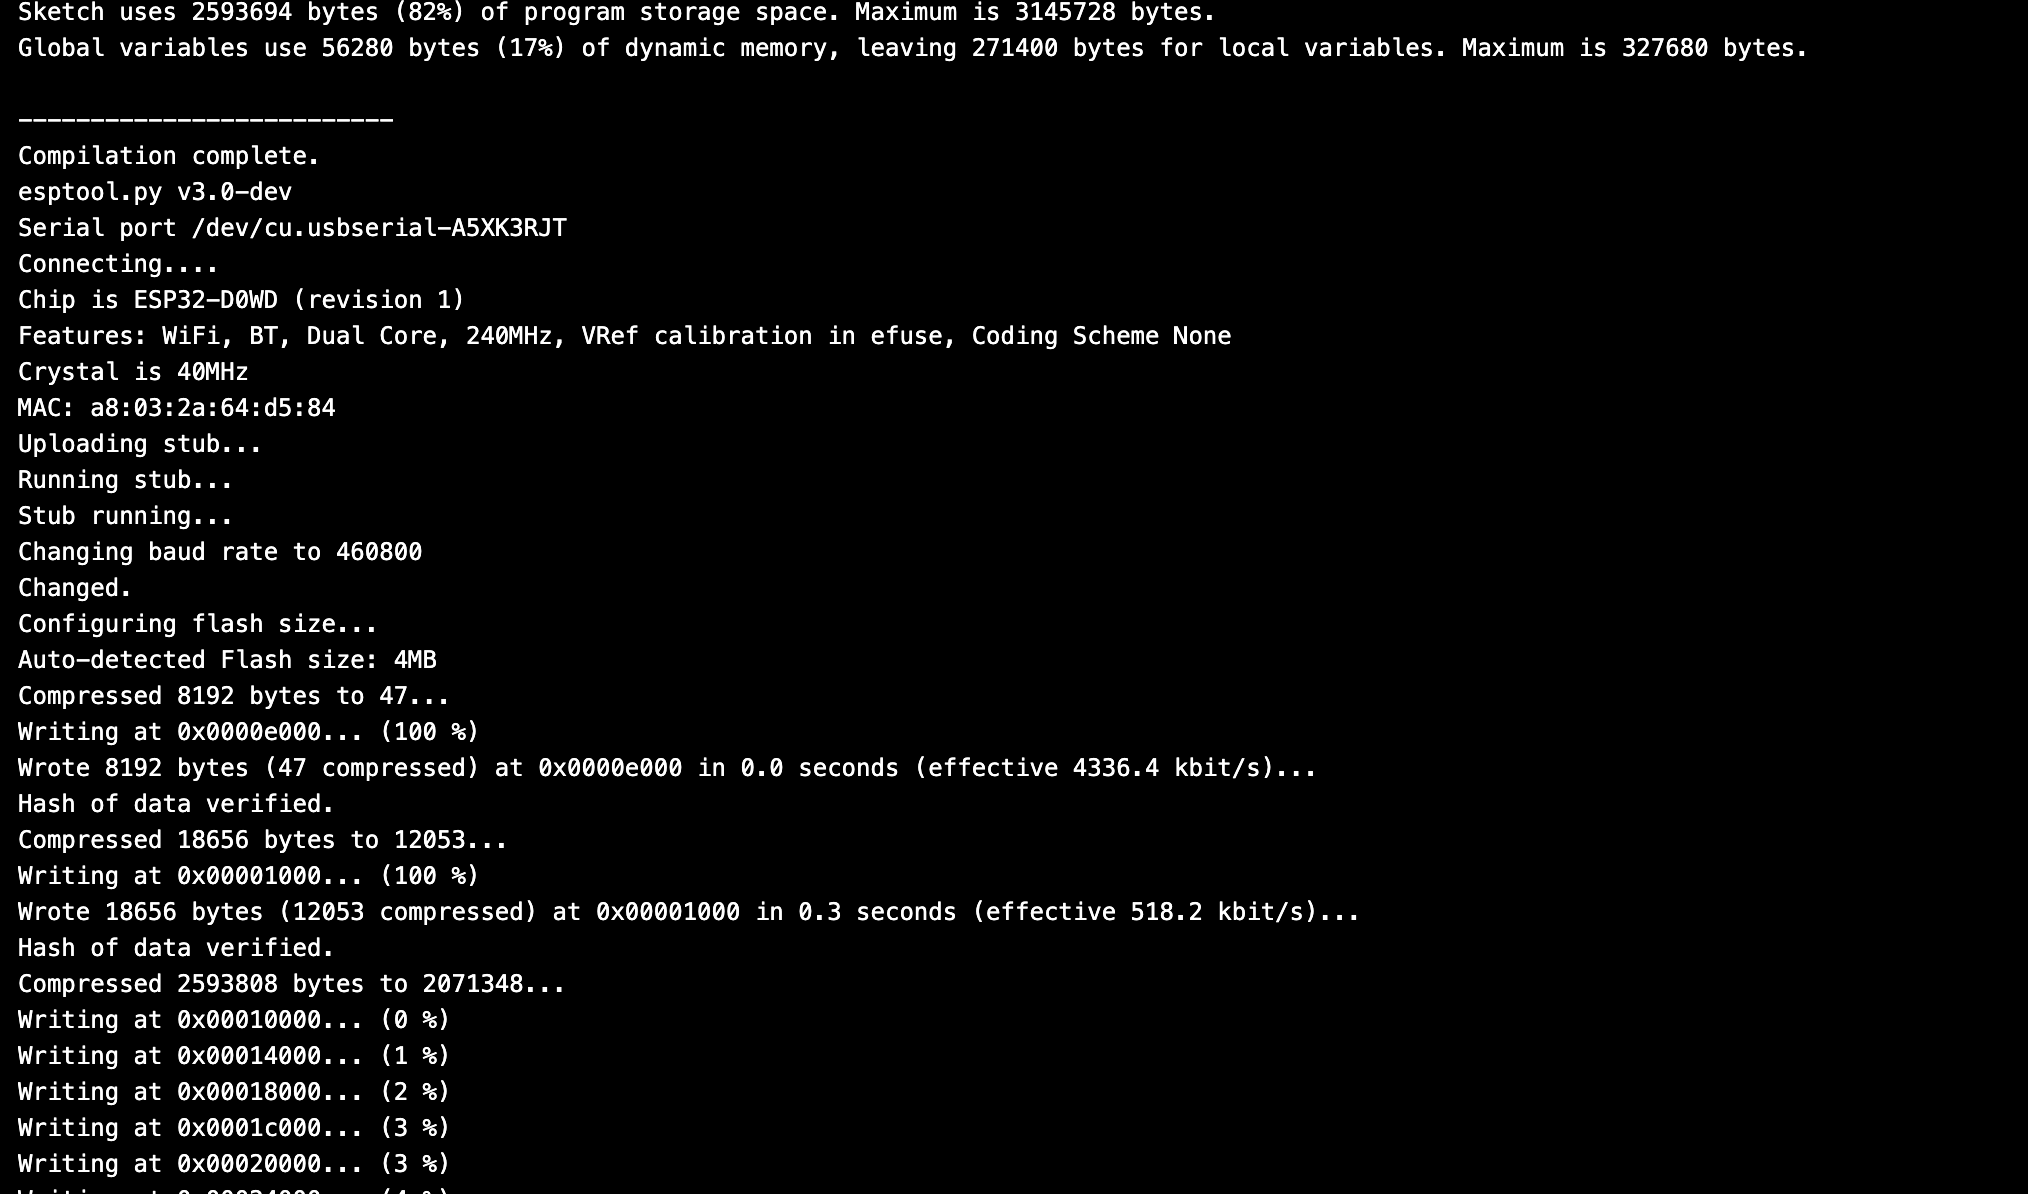 Sketch uses 2593694 bytes (82%) of program storage space. Maximum is 3145728 bytes.
Global variables use 56280 bytes (17%) of dynamic memory, leaving 271400 bytes for local variables. Maximum is 327680 bytes.
--------------------------
Compilation complete.
esptool.py v3.0-dev
Serial port /dev/cu.usbserial-A5XK3RJT
Connecting....
Chip is ESP32-D0WD (revision 1)
Features: WiFi, BT, Dual Core, 240MHz, VRef calibration in efuse, Coding Scheme None
Crystal is 40MHz
MAC: a8:03:2a:64:d5:84
Uploading stub...
Running stub...
Stub running...
Changing baud rate to 460800
Changed.
Configuring flash size...
Auto-detected Flash size: 4MB
Compressed 8192 bytes to 47...
Writing at 0x0000e000... (100 %)
Wrote 8192 bytes (47 compressed) at 0x0000e000 in 0.0 seconds (effective 4336.4 kbit/s)...
Hash of data verified.
Compressed 18656 bytes to 12053...
Writing at 0x00001000... (100 %)
Wrote 18656 bytes (12053 compressed) at 0x00001000 in 0.3 seconds (effective 518.2 kbit/s)...
Hash of data verified.
Compressed 2593808 bytes to 2071348...
Writing at 0x00010000... (0 %)
Writing at 0x00014000... (1 %)
Writing at 0x00018000... (2 %)
Writing at 0x0001c000... (3 %)
Writing at 0x00020000... (3 %)